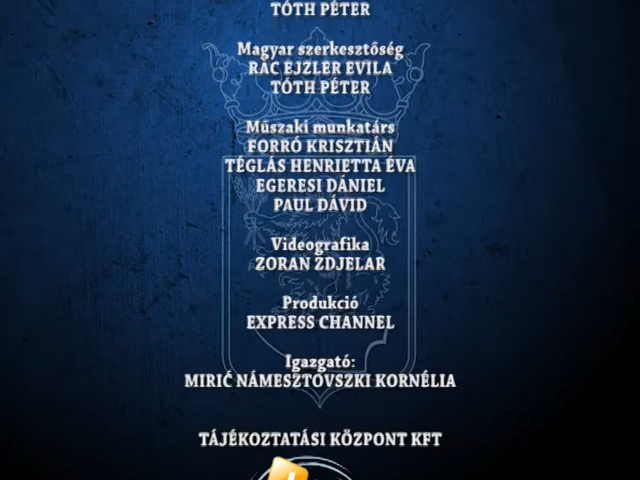 TÓTH PÉTER
Magyar szerkesztőség
RAC EJZLER EVILA
TÓTH PÉTER
Műszaki munkatárs
FORRÓ KRISZTIÁN
TÉGLÁS HENRIETTA ÉVA
EGERESI DÁNIEL
PAUL DÁVID
Videografika
ZORAN ZDJELAR
Produkció
EXPRESS CHANNEL
Igazgató:
MIRIĆ NÁMESZTOVSZKI KORNÉLIA
TÁJÉKOZTATÁSI KÖZPONT KFT